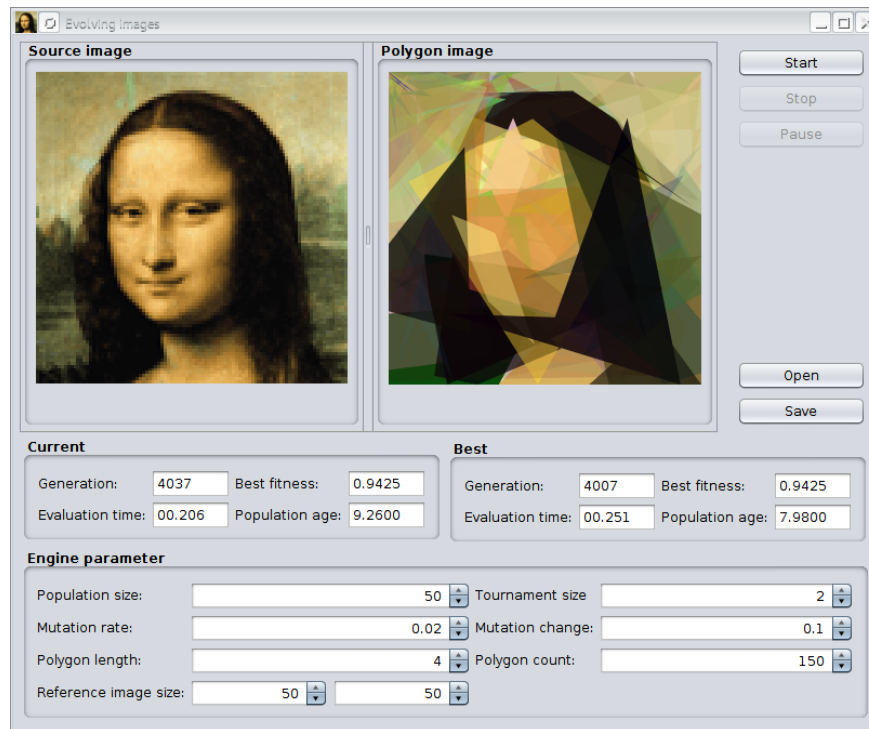 Evolving Images
Source image
Polygon image
Start
Stop
Pause
Open
Save
Current
Generation: 4037 Best fitness: 0.9425
Evaluation time: 00.206 Population age: 9.2600
Best
Generation: 4007 Best fitness: 0.9425
Evaluation time: 00.251 Population age: 7.9800
Engine parameter
Population size: 50 Tournament size 2
Mutation rate: 0.02 Mutation change: 0.1
Polygon length: 4 Polygon count: 150
Reference image size: 50 50